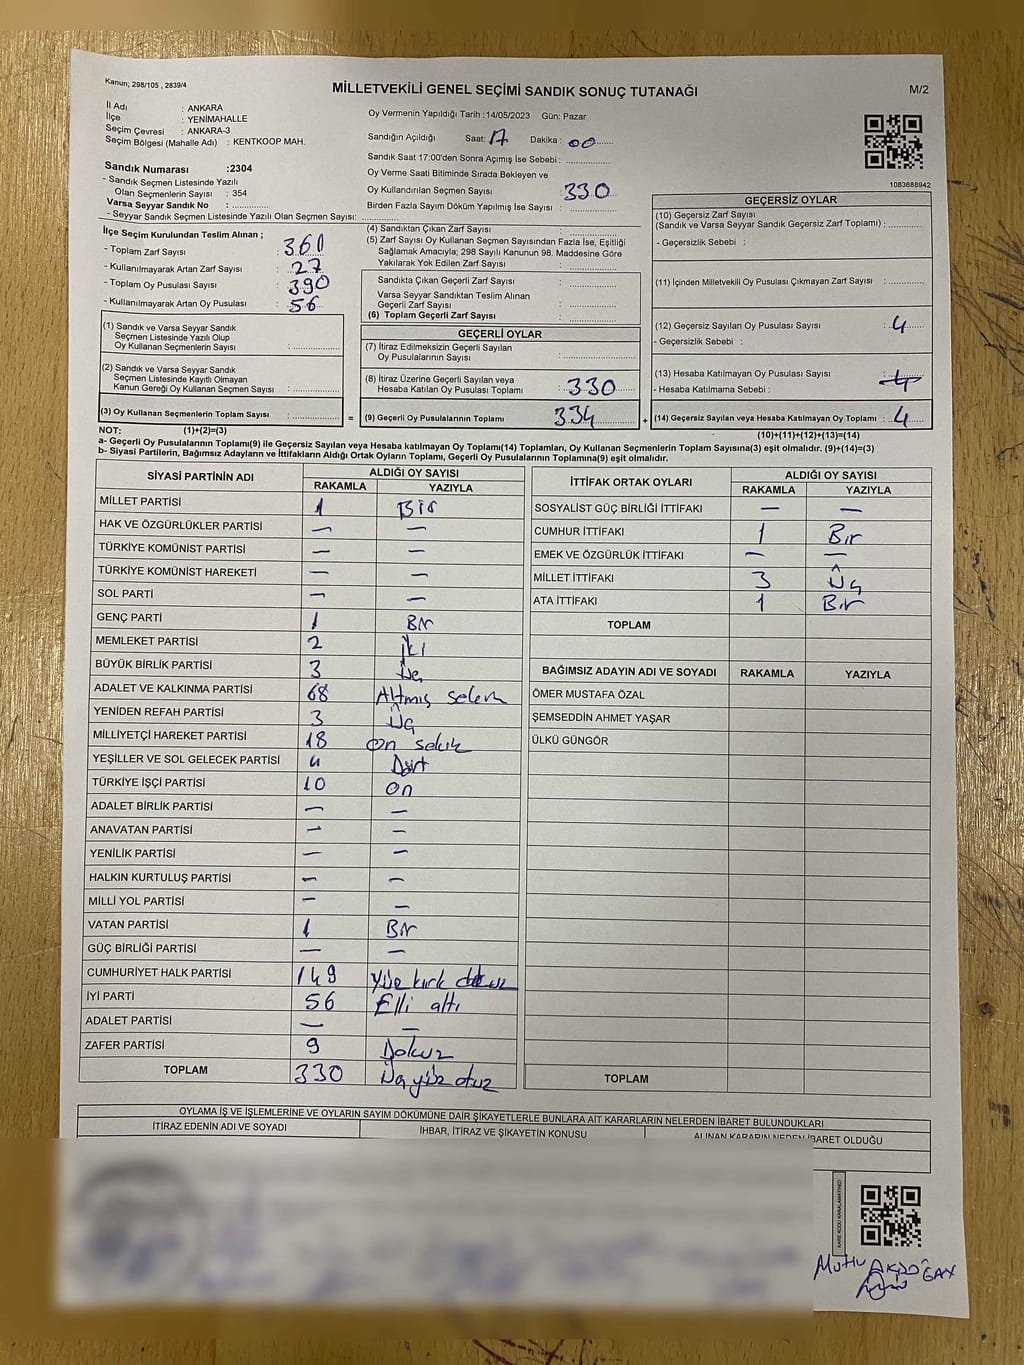 Kanun; 298/105 , 2839/4
MİLLETVEKİLİ GENEL SEÇİMİ SANDIK SONUÇ TUTANAĞI
M/2
İl Adı : ANKARA
İlçe : YENİMAHALLE
Seçim Çevresi : ANKARA-3
Seçim Bölgesi (Mahalle Adı) : KENTKOOP MAH.
Sandık Numarası :2304
- Sandık Seçmen Listesinde Yazılı
Olan Seçmenlerin Sayısı : 354
Varsa Seyyar Sandık No : ..............
- Seyyar Sandık Seçmen Listesinde Yazılı Olan Seçmen Sayısı: ..............
Oy Vermenin Yapıldığı Tarih :14/05/2023 Gün: Pazar
Sandığın Açıldığı Saat: 17 Dakika : 00
Sandık Saat 17:00'den Sonra Açımış İse Sebebi: ..............
Oy Verme Saati Bitiminde Sırada Bekleyen ve
Oy Kullandırılan Seçmen Sayısı : 330
Birden Fazla Sayım Döküm Yapılmış İse Sayısı : ..............
1083688942
İlçe Seçim Kurulundan Teslim Alınan ;
- Toplam Zarf Sayısı : 360
- Kullanılmayarak Artan Zarf Sayısı : 27
- Toplam Oy Pusulası Sayısı : 390
- Kullanılmayarak Artan Oy Pusulası : 56
(1) Sandık ve Varsa Seyyar Sandık
Seçmen Listesinde Yazılı Olup
Oy Kullanan Seçmenlerin Sayısı : ..............
(2) Sandık ve Varsa Seyyar Sandık
Seçmen Listesinde Kayıtlı Olmayan
Kanun Gereği Oy Kullanan Seçmen Sayısı : ..............
(3) Oy Kullanan Seçmenlerin Toplam Sayısı : ..............
(4) Sandıktan Çıkan Zarf Sayısı : ..............
(5) Zarf Sayısı Oy Kullanan Seçmen Sayısından Fazla İse, Eşitliği
Sağlamak Amacıyla; 298 Sayılı Kanunun 98. Maddesine Göre
Yakılarak Yok Edilen Zarf Sayısı : ..............
Sandıkta Çıkan Geçerli Zarf Sayısı : ..............
Varsa Seyyar Sandıktan Teslim Alınan
Geçerli Zarf Sayısı : ..............
(6) Toplam Geçerli Zarf Sayısı : ..............
GEÇERLİ OYLAR
(7) İtiraz Edilmeksizin Geçerli Sayılan
Oy Pusulalarının Sayısı : ..............
(8) İtiraz Üzerine Geçerli Sayılan veya
Hesaba Katılan Oy Pusulası Toplamı : 330
= (9) Geçerli Oy Pusulalarının Toplamı 334
GEÇERSİZ OYLAR
(10) Geçersiz Zarf Sayısı
(Sandık ve Varsa Seyyar Sandık Geçersiz Zarf Toplamı) : ..............
- Geçersizlik Sebebi :
(11) İçinden Milletvekili Oy Pusulası Çıkmayan Zarf Sayısı : ..............
(12) Geçersiz Sayılan Oy Pusulası Sayısı : 4
- Geçersizlik Sebebi :
(13) Hesaba Katılmayan Oy Pusulası Sayısı : 4
- Hesaba Katılmama Sebebi :
+ (14) Geçersiz Sayılan veya Hesaba Katılmayan Oy Toplamı : 4
NOT: (1)+(2)=(3)
(10)+(11)+(12)+(13)=(14)
a- Geçerli Oy Pusulalarının Toplamı(9) ile Geçersiz Sayılan veya Hesaba katılmayan Oy Toplamı(14) Toplamları, Oy Kullanan Seçmenlerin Toplam Sayısına(3) eşit olmalıdır. (9)+(14)=(3)
b- Siyasi Partilerin, Bağımsız Adayların ve İttifakların Aldığı Ortak Oyların Toplamı, Geçerli Oy Pusulalarının Toplamına(9) eşit olmalıdır.
SİYASİ PARTİNİN ADI ALDIĞI OY SAYISI
RAKAMLA YAZIYLA
MİLLET PARTİSİ 1 Bir
HAK VE ÖZGÜRLÜKLER PARTİSİ — —
TÜRKİYE KOMÜNİST PARTİSİ — —
TÜRKİYE KOMÜNİST HAREKETİ — —
SOL PARTİ — —
GENÇ PARTİ 1 Bir
MEMLEKET PARTİSİ 2 İki
BÜYÜK BİRLİK PARTİSİ 3 Üç
ADALET VE KALKINMA PARTİSİ 68 Altmış sekiz
YENİDEN REFAH PARTİSİ 3 Üç
MİLLİYETÇİ HAREKET PARTİSİ 18 On sekiz
YEŞİLLER VE SOL GELECEK PARTİSİ 4 Dört
TÜRKİYE İŞÇİ PARTİSİ 10 On
ADALET BİRLİK PARTİSİ — —
ANAVATAN PARTİSİ — —
YENİLİK PARTİSİ — —
HALKIN KURTULUŞ PARTİSİ — —
MİLLİ YOL PARTİSİ — —
VATAN PARTİSİ 1 Bir
GÜÇ BİRLİĞİ PARTİSİ — —
CUMHURİYET HALK PARTİSİ 149 Yüz kırk dokuz
İYİ PARTİ 56 Elli altı
ADALET PARTİSİ — —
ZAFER PARTİSİ 9 Dokuz
TOPLAM 330 Üç yüz otuz
İTTİFAK ORTAK OYLARI ALDIĞI OY SAYISI
RAKAMLA YAZIYLA
SOSYALİST GÜÇ BİRLİĞİ İTTİFAKI — —
CUMHUR İTTİFAKI 1 Bir
EMEK VE ÖZGÜRLÜK İTTİFAKI — —
MİLLET İTTİFAKI 3 Üç
ATA İTTİFAKI 1 Bir
TOPLAM
BAĞIMSIZ ADAYIN ADI VE SOYADI RAKAMLA YAZIYLA
ÖMER MUSTAFA ÖZAL
ŞEMSEDDİN AHMET YAŞAR
ÜLKÜ GÜNGÖR
TOPLAM
OYLAMA İŞ VE İŞLEMLERİNE VE OYLARIN SAYIM DÖKÜMÜNE DAİR ŞİKAYETLERLE BUNLARA AİT KARARLARIN NELERDEN İBARET BULUNDUKLARI
İTİRAZ EDENİN ADI VE SOYADI İHBAR, İTİRAZ VE ŞİKAYETİN KONUSU ALINAN KARARIN NEDEN İBARET OLDUĞU
KARE KODU KARALAMAYINIZ!
Mutlu AKDOĞAN